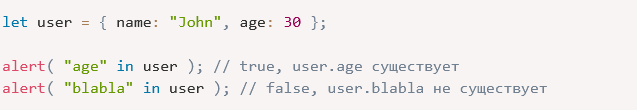 let user = { name: "John", age: 30 };
alert( "age" in user ); // true, user.age существует
alert( "blabla" in user ); // false, user.blabla не существует